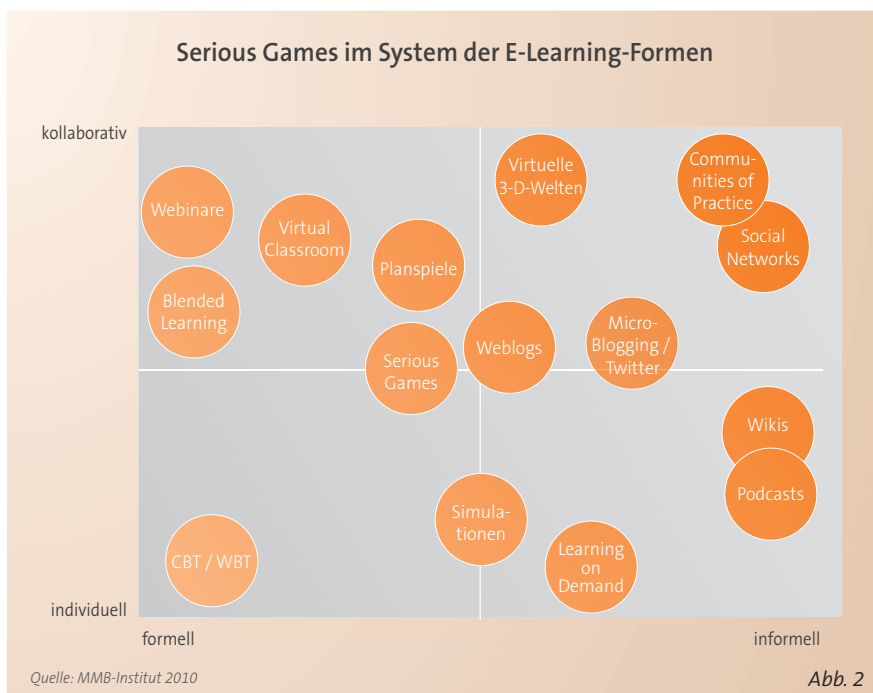 Serious Games im System der E-Learning-Formen
kollaborativ
Webinare
Virtual
Classroom
Planspiele
Virtuelle
3-D-Welten
Commu-
nities of
Practice
Social
Networks
Blended
Learning
Serious
Games
Weblogs
Micro-
Blogging /
Twitter
Wikis
Podcasts
Simula-
tionen
CBT / WBT
Learning
on
Demand
individuell
formell
informell
Quelle: MMB-Institut 2010
Abb. 2